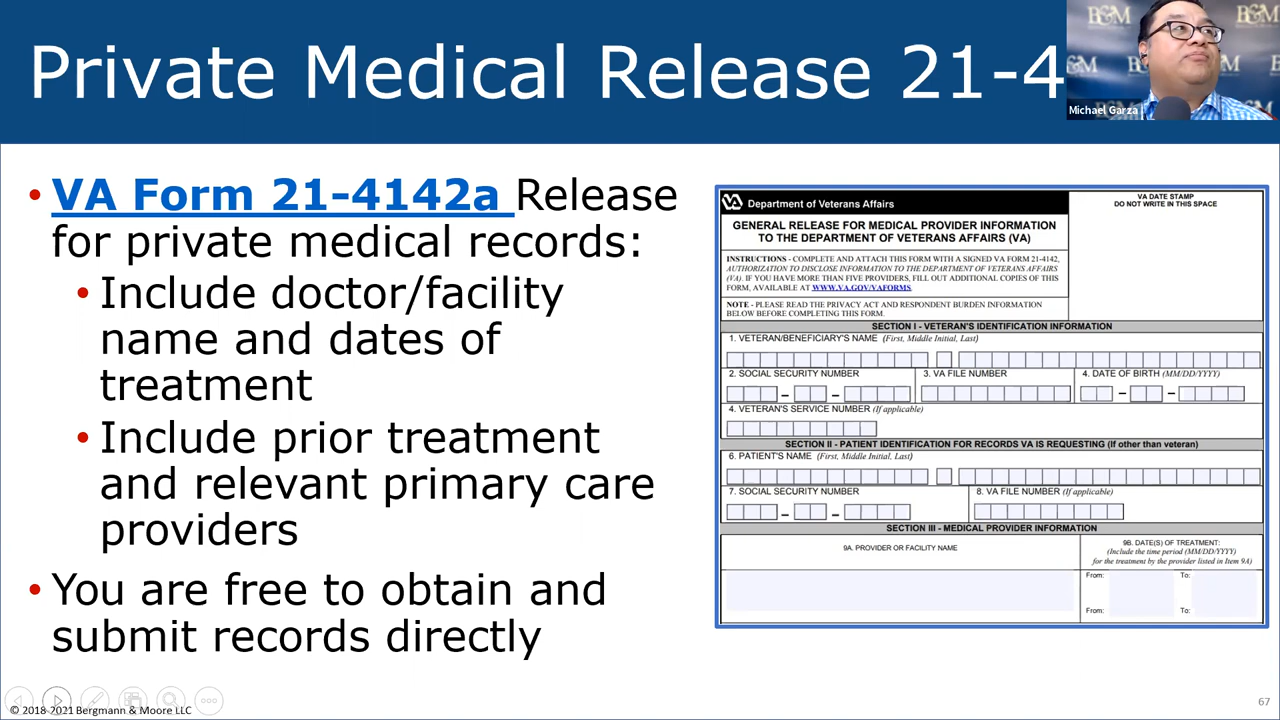 Private Medical Release 21-4
B&M
Michael Garza
• VA Form 21-4142a Release
for private medical records:
• Include doctor/facility
name and dates of
treatment
• Include prior treatment
and relevant primary care
providers
• You are free to obtain and
submit records directly
VA Department of Veterans Affairs
VA DATE STAMP
DO NOT WRITE IN THIS SPACE
GENERAL RELEASE FOR MEDICAL PROVIDER INFORMATION
TO THE DEPARTMENT OF VETERANS AFFAIRS (VA)
INSTRUCTIONS - COMPLETE AND ATTACH THIS FORM WITH A SIGNED VA FORM 21-4142,
AUTHORIZATION TO DISCLOSE INFORMATION TO THE DEPARTMENT OF VETERANS AFFAIRS
(VA). IF YOU HAVE MORE THAN FIVE PROVIDERS, FILL OUT ADDITIONAL COPIES OF THIS
FORM, AVAILABLE AT WWW.VA.GOV/VAFORMS.
NOTE - PLEASE READ THE PRIVACY ACT AND RESPONDENT BURDEN INFORMATION
BELOW BEFORE COMPLETING THIS FORM.
SECTION I - VETERAN'S IDENTIFICATION INFORMATION
1. VETERAN/BENEFICIARY'S NAME (First, Middle Initial, Last)
2. SOCIAL SECURITY NUMBER
3. VA FILE NUMBER
4. DATE OF BIRTH (MM/DD/YYYY)
4. VETERAN'S SERVICE NUMBER (If applicable)
SECTION II - PATIENT IDENTIFICATION FOR RECORDS VA IS REQUESTING (If other than veteran)
6. PATIENT'S NAME (First, Middle Initial, Last)
7. SOCIAL SECURITY NUMBER
8. VA FILE NUMBER (If applicable)
SECTION III - MEDICAL PROVIDER INFORMATION
9A. PROVIDER OR FACILITY NAME
9B. DATE(S) OF TREATMENT:
(Include the time period (MM/DD/YYYY)
for the treatment by the provider listed in Item 9A)
From: To:
From: To:
© 2018-2021 Bergmann & Moore LLC
67